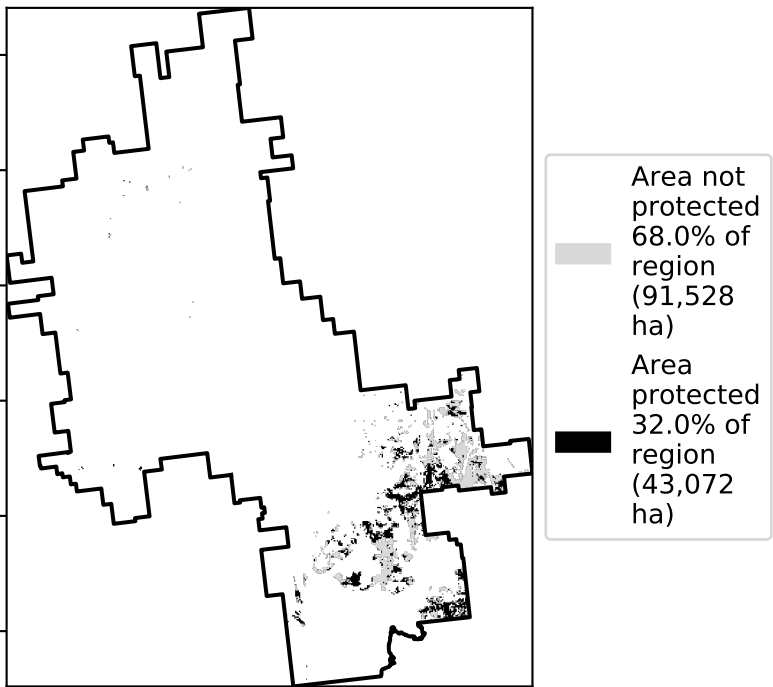 Area not
protected
68.0% of
region
(91,528
ha)
Area
protected
32.0% of
region
(43,072
ha)